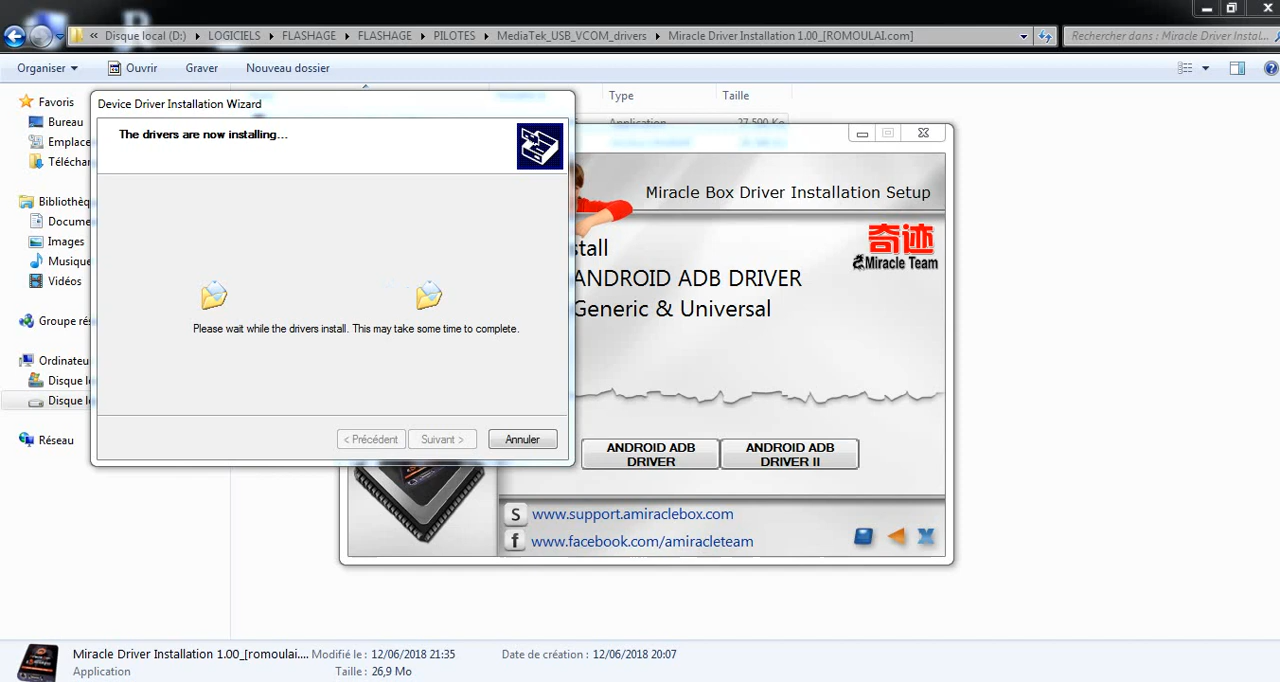 « Disque local (D:) ▸ LOGICIELS ▸ FLASHAGE ▸ FLASHAGE ▸ PILOTES ▸ MediaTek_USB_VCOM_drivers ▸ Miracle Driver Installation 1.00_[ROMOULAI.com]
Rechercher dans : Miracle Driver Instal...
Organiser Ouvrir Graver Nouveau dossier
Favoris
Bureau
Emplace
Téléchar
Bibliothèq
Docume
Images
Musique
Vidéos
Groupe rés
Ordinateu
Disque l
Disque l
Réseau
Type Taille
Application 27 590 Ko
Device Driver Installation Wizard
The drivers are now installing...
Please wait while the drivers install. This may take some time to complete.
< Précédent Suivant > Annuler
Miracle Box Driver Installation Setup
奇迹
Miracle Team
stall
ANDROID ADB DRIVER
Generic & Universal
ANDROID ADB
DRIVER
ANDROID ADB
DRIVER II
S www.support.amiraclebox.com
f www.facebook.com/amiracleteam
Miracle Driver Installation 1.00_[romoulai.... Modifié le : 12/06/2018 21:35 Date de création : 12/06/2018 20:07
Application Taille : 26,9 Mo